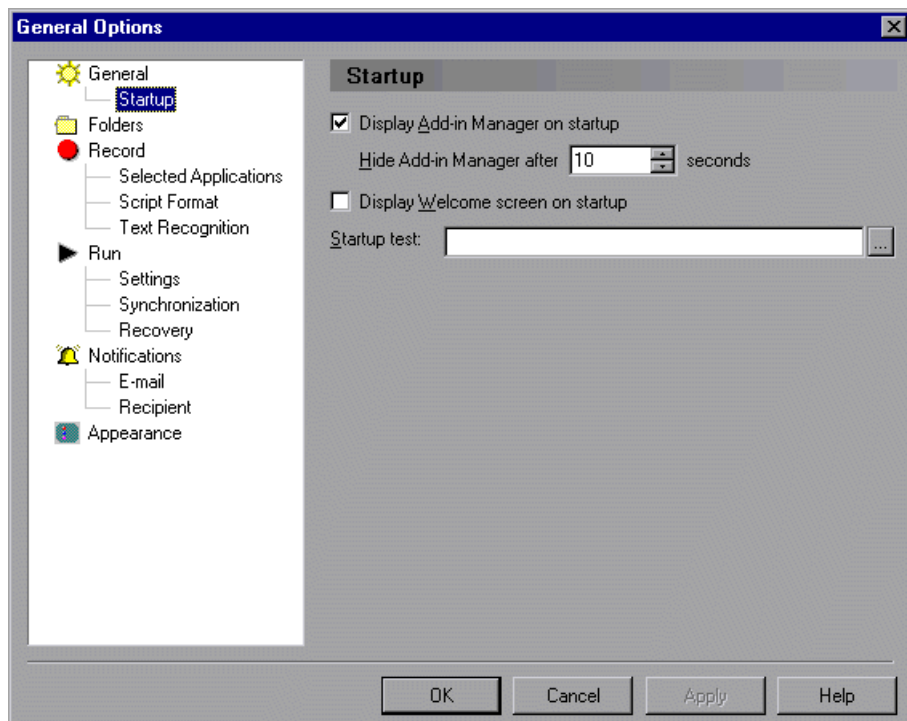 General Options
General
Startup
Folders
Record
Selected Applications
Script Format
Text Recognition
Run
Settings
Synchronization
Recovery
Notifications
E-mail
Recipient
Appearance
Startup
Display Add-in Manager on startup
Hide Add-in Manager after 10 seconds
Display Welcome screen on startup
Startup test: ...
OK Cancel Apply Help